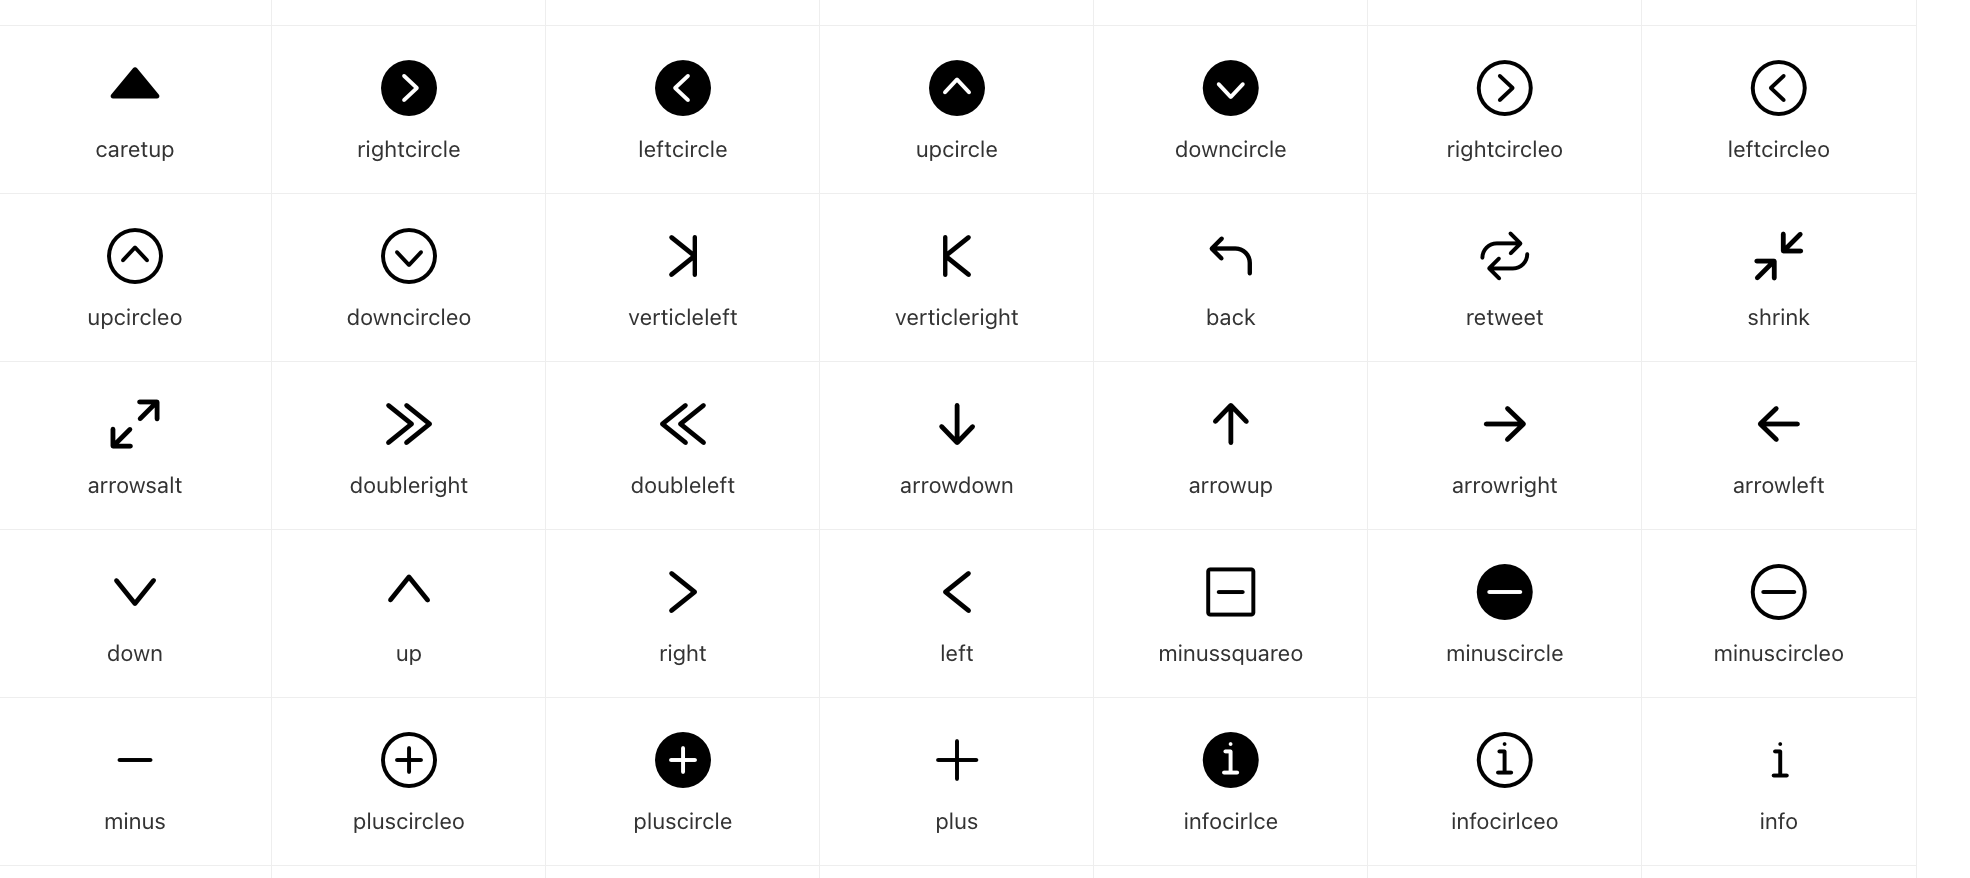 caretup
rightcircle
leftcircle
upcircle
downcircle
rightcircleo
leftcircleo
upcircleo
downcircleo
verticleleft
verticleright
back
retweet
shrink
arrowsalt
doubleright
doubleleft
arrowdown
arrowup
arrowright
arrowleft
down
up
right
left
minussquareo
minuscircle
minuscircleo
minus
pluscircleo
pluscircle
plus
infocirlce
infocirlceo
info